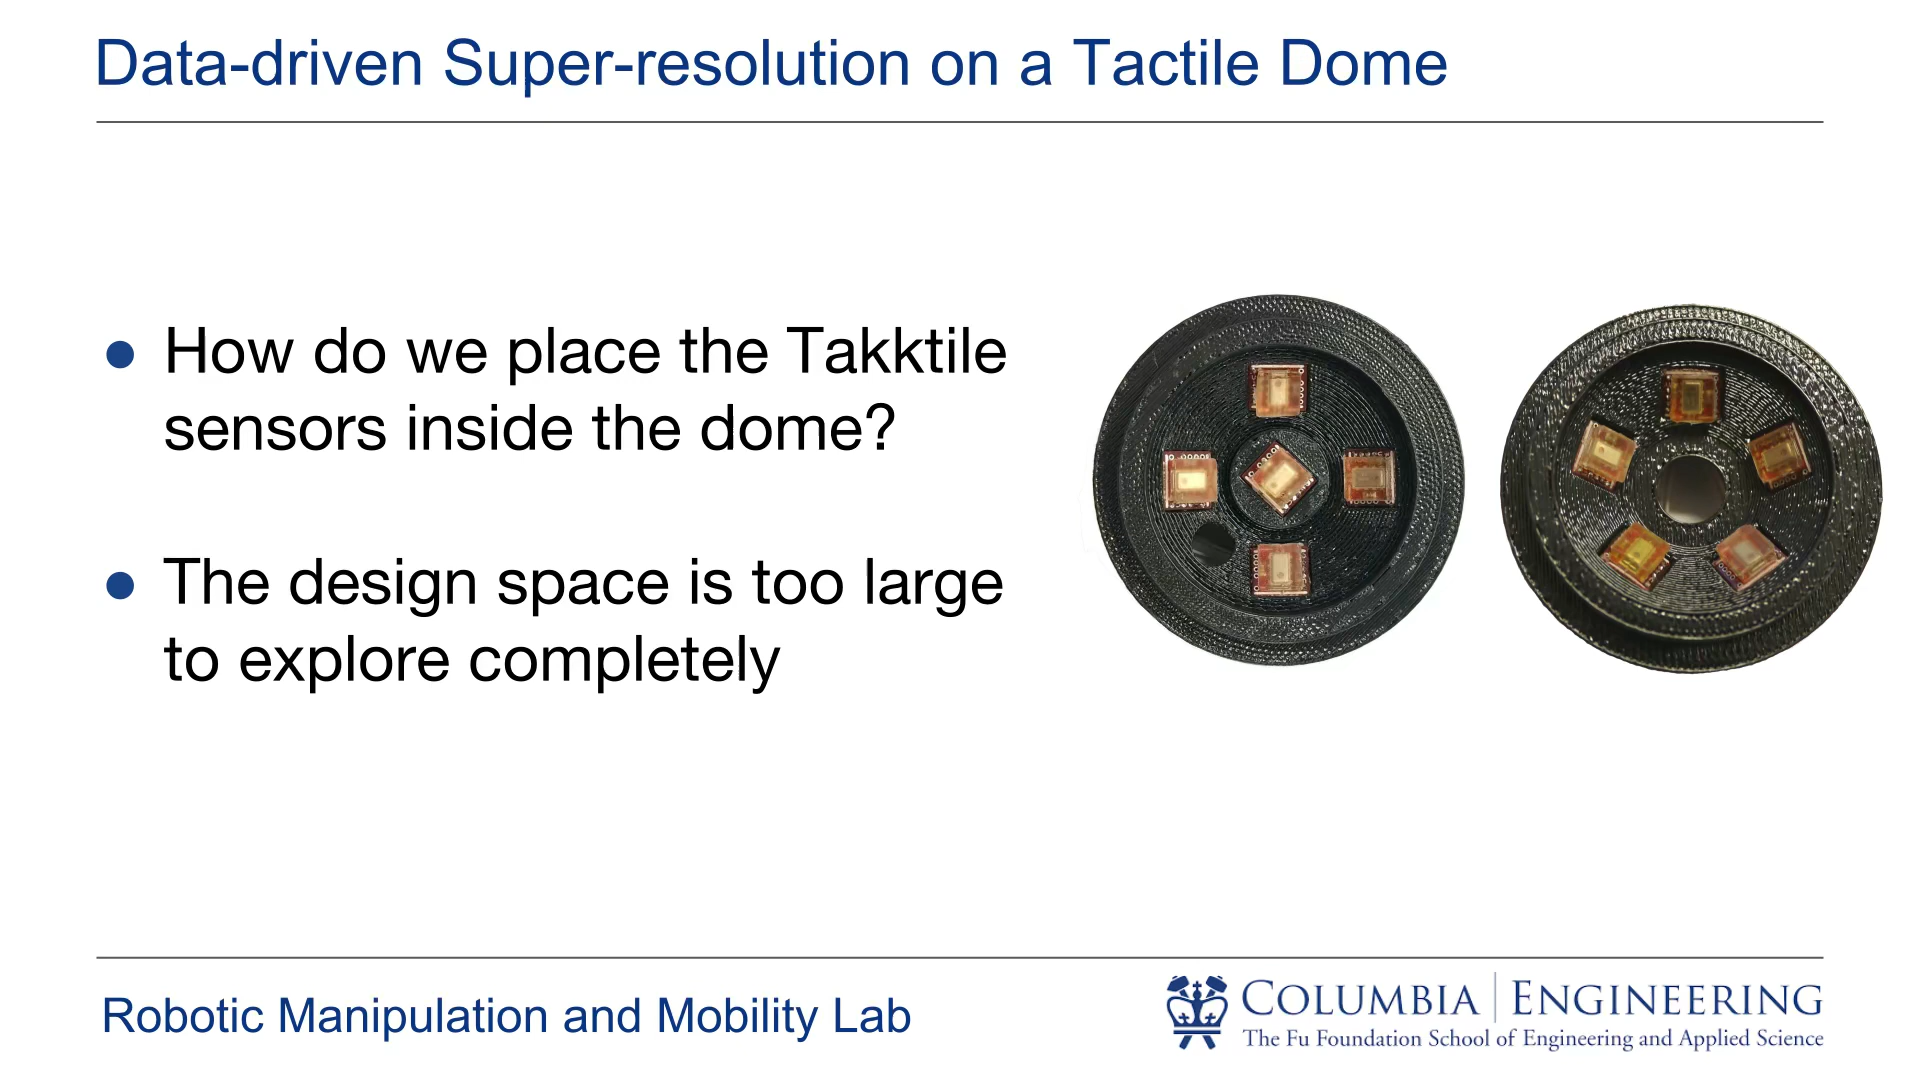 Data-driven Super-resolution on a Tactile Dome
● How do we place the Takktile
sensors inside the dome?
● The design space is too large
to explore completely
Robotic Manipulation and Mobility Lab
COLUMBIA | ENGINEERING
The Fu Foundation School of Engineering and Applied Science